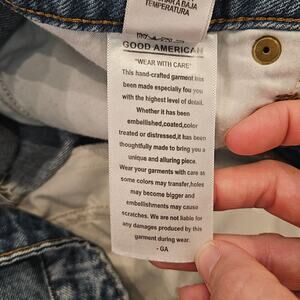 TEMPERATURA
GOOD AMERICAN
"WEAR WITH CARE"
This hand-crafted garment has
been made especially fou you
with the highest level of detail.
Whether it has been
embellished,coated,color
treated or distressed,it has been
thoughtfully made to bring you a
unique and alluring piece.
Wear your garments with care as
some colors may transfer,holes
may become bigger and
embellishments may cause
scratches. We are not liable for
any damages produced by this
garment during wear.
- GA